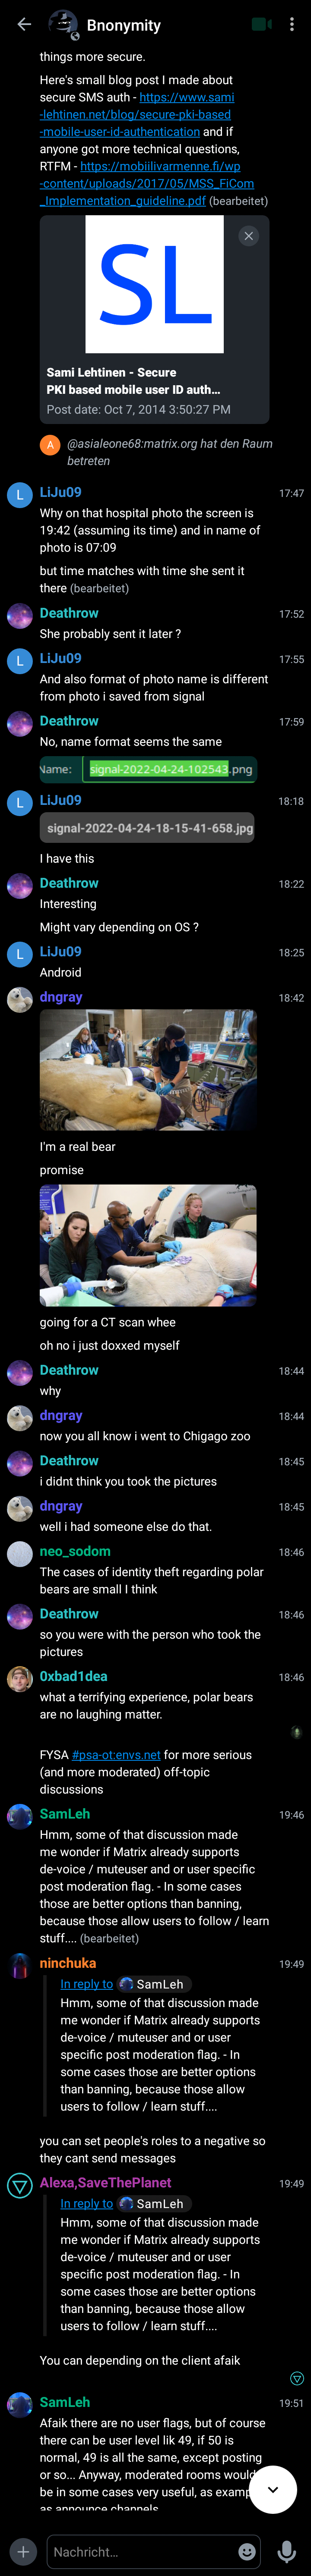 Bnonymity
things more secure.
Here's small blog post I made about
secure SMS auth - https://www.sami
-lehtinen.net/blog/secure-pki-based
-mobile-user-id-authentication and if
anyone got more technical questions,
RTFM - https://mobiilivarmenne.fi/wp
-content/uploads/2017/05/MSS_FiCom
_Implementation_guideline.pdf (bearbeitet)
SL
Sami Lehtinen - Secure
PKI based mobile user ID auth...
Post date: Oct 7, 2014 3:50:27 PM
A @asialeone68:matrix.org hat den Raum
betreten
L LiJu09 17:47
Why on that hospital photo the screen is
19:42 (assuming its time) and in name of
photo is 07:09
but time matches with time she sent it
there (bearbeitet)
Deathrow 17:52
She probably sent it later ?
L LiJu09 17:55
And also format of photo name is different
from photo i saved from signal
Deathrow 17:59
No, name format seems the same
Name: signal-2022-04-24-102543.png
L LiJu09 18:18
signal-2022-04-24-18-15-41-658.jpg
I have this
Deathrow 18:22
Interesting
Might vary depending on OS ?
L LiJu09 18:25
Android
dngray 18:42
I'm a real bear
promise
going for a CT scan whee
oh no i just doxxed myself
Deathrow 18:44
why
dngray 18:44
now you all know i went to Chigago zoo
Deathrow 18:45
i didnt think you took the pictures
dngray 18:45
well i had someone else do that.
neo_sodom 18:46
The cases of identity theft regarding polar
bears are small I think
Deathrow 18:46
so you were with the person who took the
pictures
0xbad1dea 18:46
what a terrifying experience, polar bears
are no laughing matter.
FYSA #psa-ot:envs.net for more serious
(and more moderated) off-topic
discussions
SamLeh 19:46
Hmm, some of that discussion made
me wonder if Matrix already supports
de-voice / muteuser and or user specific
post moderation flag. - In some cases
those are better options than banning,
because those allow users to follow / learn
stuff.... (bearbeitet)
ninchuka 19:49
In reply to SamLeh
Hmm, some of that discussion made
me wonder if Matrix already supports
de-voice / muteuser and or user
specific post moderation flag. - In
some cases those are better options
than banning, because those allow
users to follow / learn stuff....
you can set people's roles to a negative so
they cant send messages
Alexa,SaveThePlanet 19:49
In reply to SamLeh
Hmm, some of that discussion made
me wonder if Matrix already supports
de-voice / muteuser and or user
specific post moderation flag. - In
some cases those are better options
than banning, because those allow
users to follow / learn stuff....
You can depending on the client afaik
SamLeh 19:51
Afaik there are no user flags, but of course
there can be user level lik 49, if 50 is
normal, 49 is all the same, except posting
or so... Anyway, moderated rooms would
be in some cases very useful, as examp
as announce channels
Nachricht...